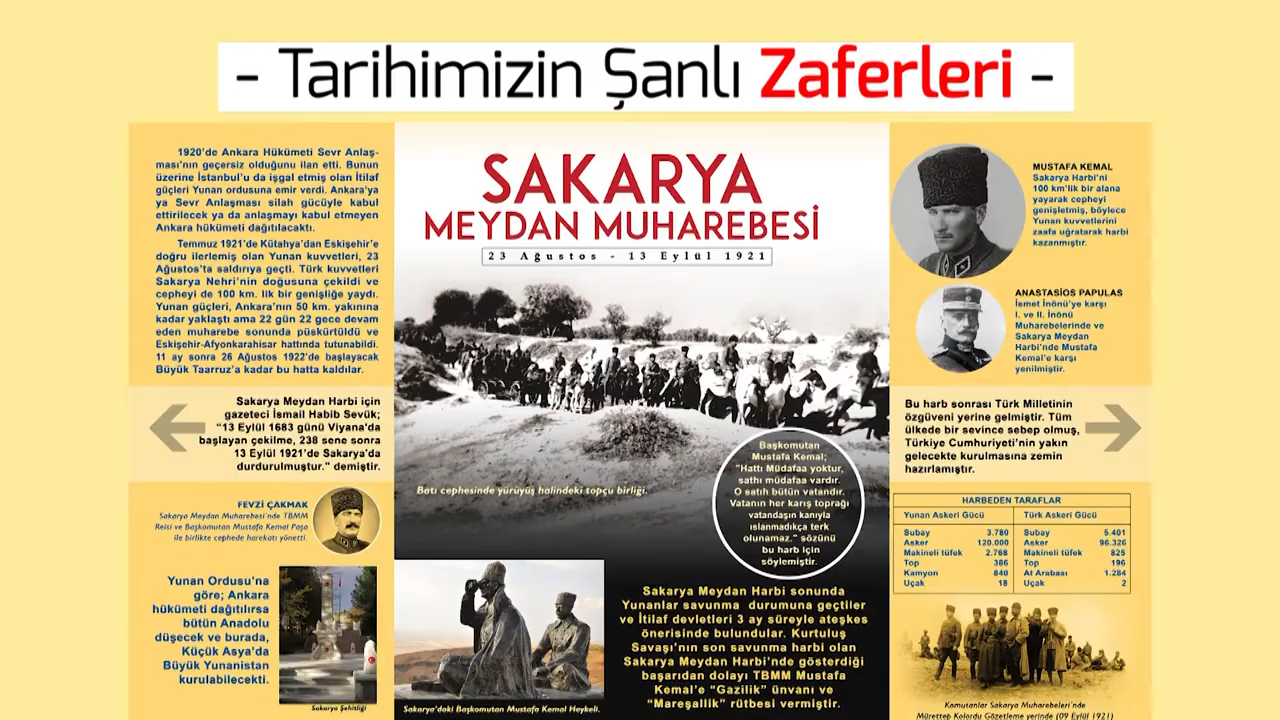 - Tarihimizin Şanlı Zaferleri -
1920’de Ankara Hükümeti Sevr Anlaş-
ması’nın geçersiz olduğunu ilan etti. Bunun
üzerine İstanbul’u da işgal etmiş olan İtilaf
güçleri Yunan ordusuna emir verdi. Ankara’ya
ya Sevr Anlaşması silah gücüyle kabul
ettirilecek ya da anlaşmayı kabul etmeyen
Ankara hükümeti dağıtılacaktı.
Temmuz 1921’de Kütahya’dan Eskişehir’e
doğru ilerlemiş olan Yunan kuvvetleri, 23
Ağustos’ta saldırıya geçti. Türk kuvvetleri
Sakarya Nehri’nin doğusuna çekildi ve
cepheyi de 100 km. lik bir genişliğe yaydı.
Yunan güçleri, Ankara’nın 50 km. yakınına
kadar yaklaştı ama 22 gün 22 gece devam
eden muharebe sonunda püskürtüldü ve
Eskişehir-Afyonkarahisar hattında tutunabildi.
11 ay sonra 26 Ağustos 1922’de başlayacak
Büyük Taarruz’a kadar bu hatta kaldılar.
SAKARYA
MEYDAN MUHAREBESİ
23 Ağustos - 13 Eylül 1921
MUSTAFA KEMAL
Sakarya Harbi’ni
100 km’lik bir alana
yayarak cepheyi
genişletmiş, böylece
Yunan kuvvetlerini
zaafa uğratarak harbi
kazanmıştır.
ANASTASİOS PAPULAS
İsmet İnönü’ye karşı
I. ve II. İnönü
Muharebelerinde ve
Sakarya Meydan
Harbi’nde Mustafa
Kemal’e karşı
yenilmiştir.
Sakarya Meydan Harbi için
gazeteci İsmail Habib Sevük;
“13 Eylül 1683 günü Viyana’da
başlayan çekilme, 238 sene sonra
13 Eylül 1921’de Sakarya’da
durdurulmuştur.” demiştir.
Batı cephesinde yürüyüş halindeki topçu birliği.
Başkomutan
Mustafa Kemal;
"Hattı Müdafaa yoktur,
sathı müdafaa vardır.
O satıh bütün vatandır.
Vatanın her karış toprağı
vatandaşın kanıyla
ıslanmadıkça terk
olunamaz." sözünü
bu harb için
söylemiştir.
Bu harb sonrası Türk Milletinin
özgüveni yerine gelmiştir. Tüm
ülkede bir sevince sebep olmuş,
Türkiye Cumhuriyeti’nin yakın
gelecekte kurulmasına zemin
hazırlamıştır.
FEVZİ ÇAKMAK
Sakarya Meydan Muharebesi’nde TBMM
Reisi ve Başkomutan Mustafa Kemal Paşa
ile birlikte cephede harekatı yönetti.
Yunan Ordusu’na
göre; Ankara
hükümeti dağıtılırsa
bütün Anadolu
düşecek ve burada,
Küçük Asya’da
Büyük Yunanistan
kurulabilecekti.
Sakarya Şehitliği
Sakarya’daki Başkomutan Mustafa Kemal Heykeli.
Sakarya Meydan Harbi sonunda
Yunanlar savunma durumuna geçtiler
ve İtilaf devletleri 3 ay süreyle ateşkes
önerisinde bulundular. Kurtuluş
Savaşı’nın son savunma harbi olan
Sakarya Meydan Harbi’nde gösterdiği
başarıdan dolayı TBMM Mustafa
Kemal’e “Gazilik” ünvanı ve
“Mareşallik” rütbesi vermiştir.
HARBEDEN TARAFLAR
Yunan Askeri Gücü Türk Askeri Gücü
Subay 3.780 Subay 5.401
Asker 120.000 Asker 96.326
Makineli tüfek 2.768 Makineli tüfek 825
Top 386 Top 196
Kamyon 840 At Arabası 1.284
Uçak 18 Uçak 2
Komutanlar Sakarya Muharebeleri’nde
Mürettep Kolordu Gözetleme yerinde (09 Eylül 1921)